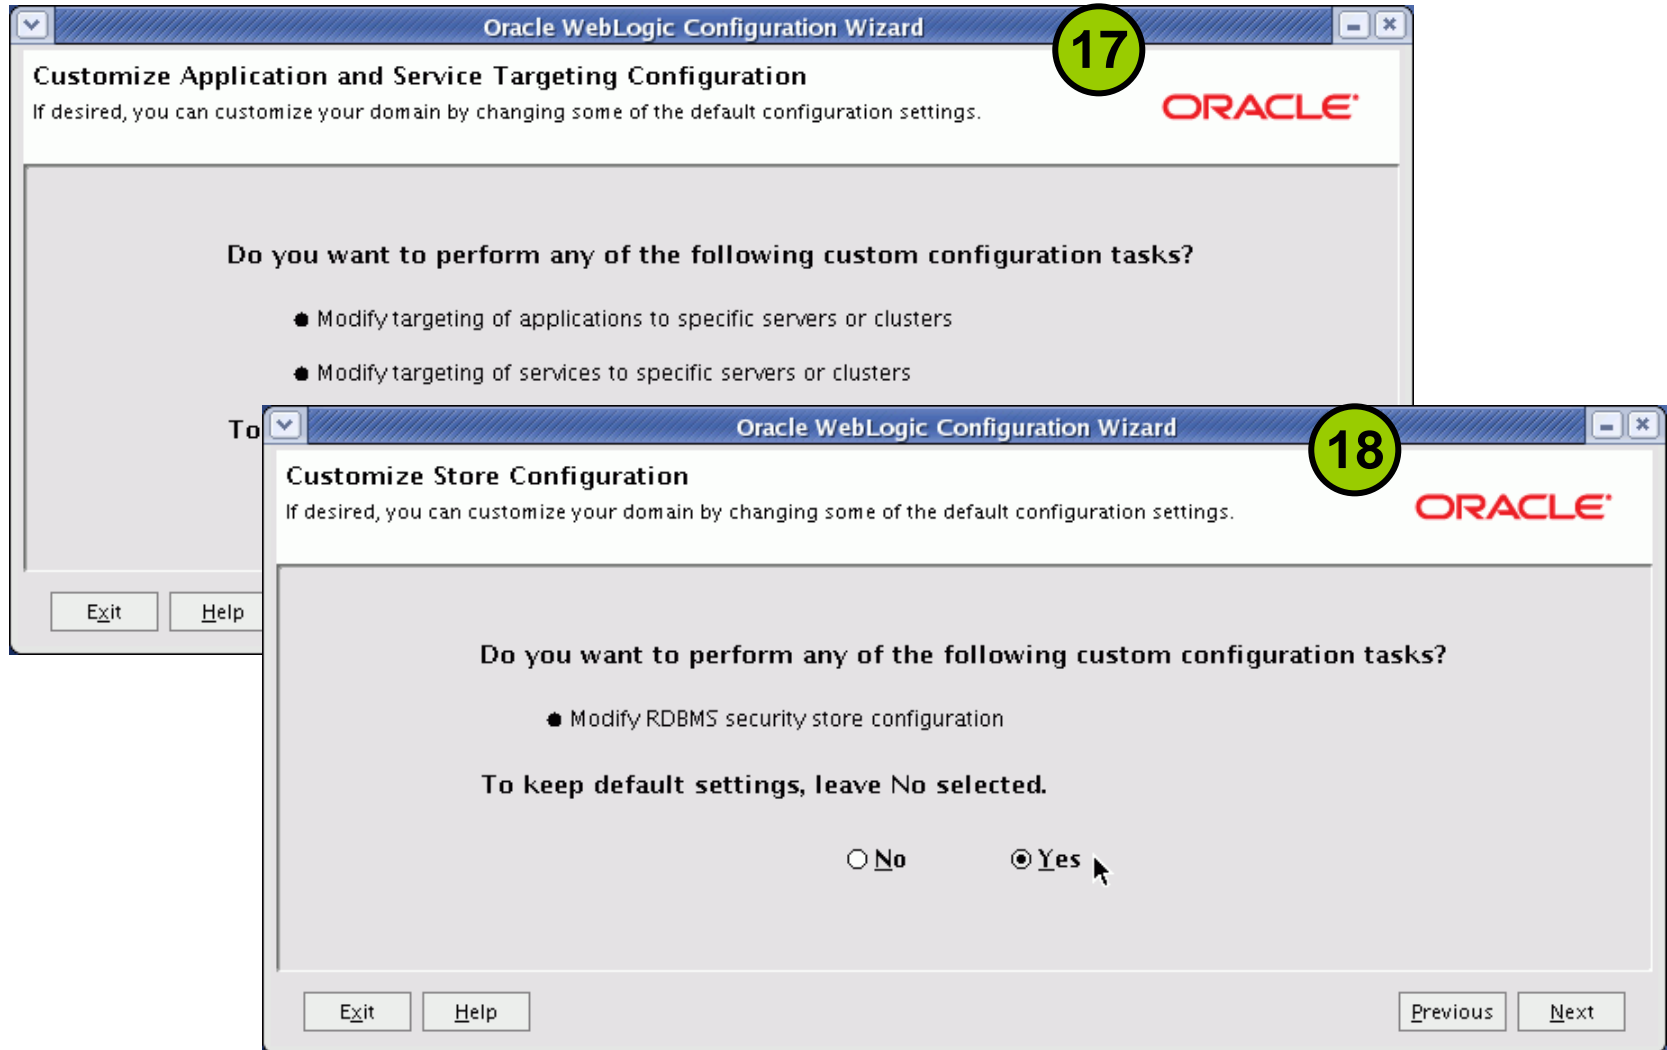 Oracle WebLogic Configuration Wizard
17
Customize Application and Service Targeting Configuration
If desired, you can customize your domain by changing some of the default configuration settings.
ORACLE
Do you want to perform any of the following custom configuration tasks?
● Modify targeting of applications to specific servers or clusters
● Modify targeting of services to specific servers or clusters
To
Exit Help
Oracle WebLogic Configuration Wizard
18
Customize Store Configuration
If desired, you can customize your domain by changing some of the default configuration settings.
ORACLE
Do you want to perform any of the following custom configuration tasks?
● Modify RDBMS security store configuration
To keep default settings, leave No selected.
No Yes
Exit Help Previous Next